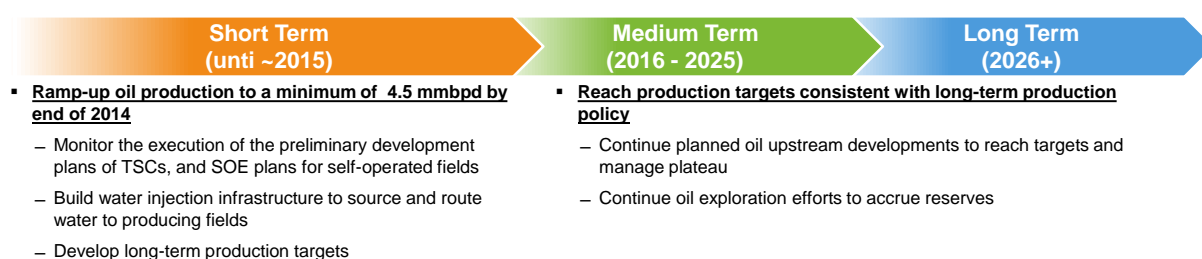 Short Term
(unti ~2015)
Medium Term
(2016 - 2025)
Long Term
(2026+)
▪ Ramp-up oil production to a minimum of 4.5 mmbpd by
end of 2014
– Monitor the execution of the preliminary development
plans of TSCs, and SOE plans for self-operated fields
– Build water injection infrastructure to source and route
water to producing fields
– Develop long-term production targets
▪ Reach production targets consistent with long-term production
policy
– Continue planned oil upstream developments to reach targets and
manage plateau
– Continue oil exploration efforts to accrue reserves